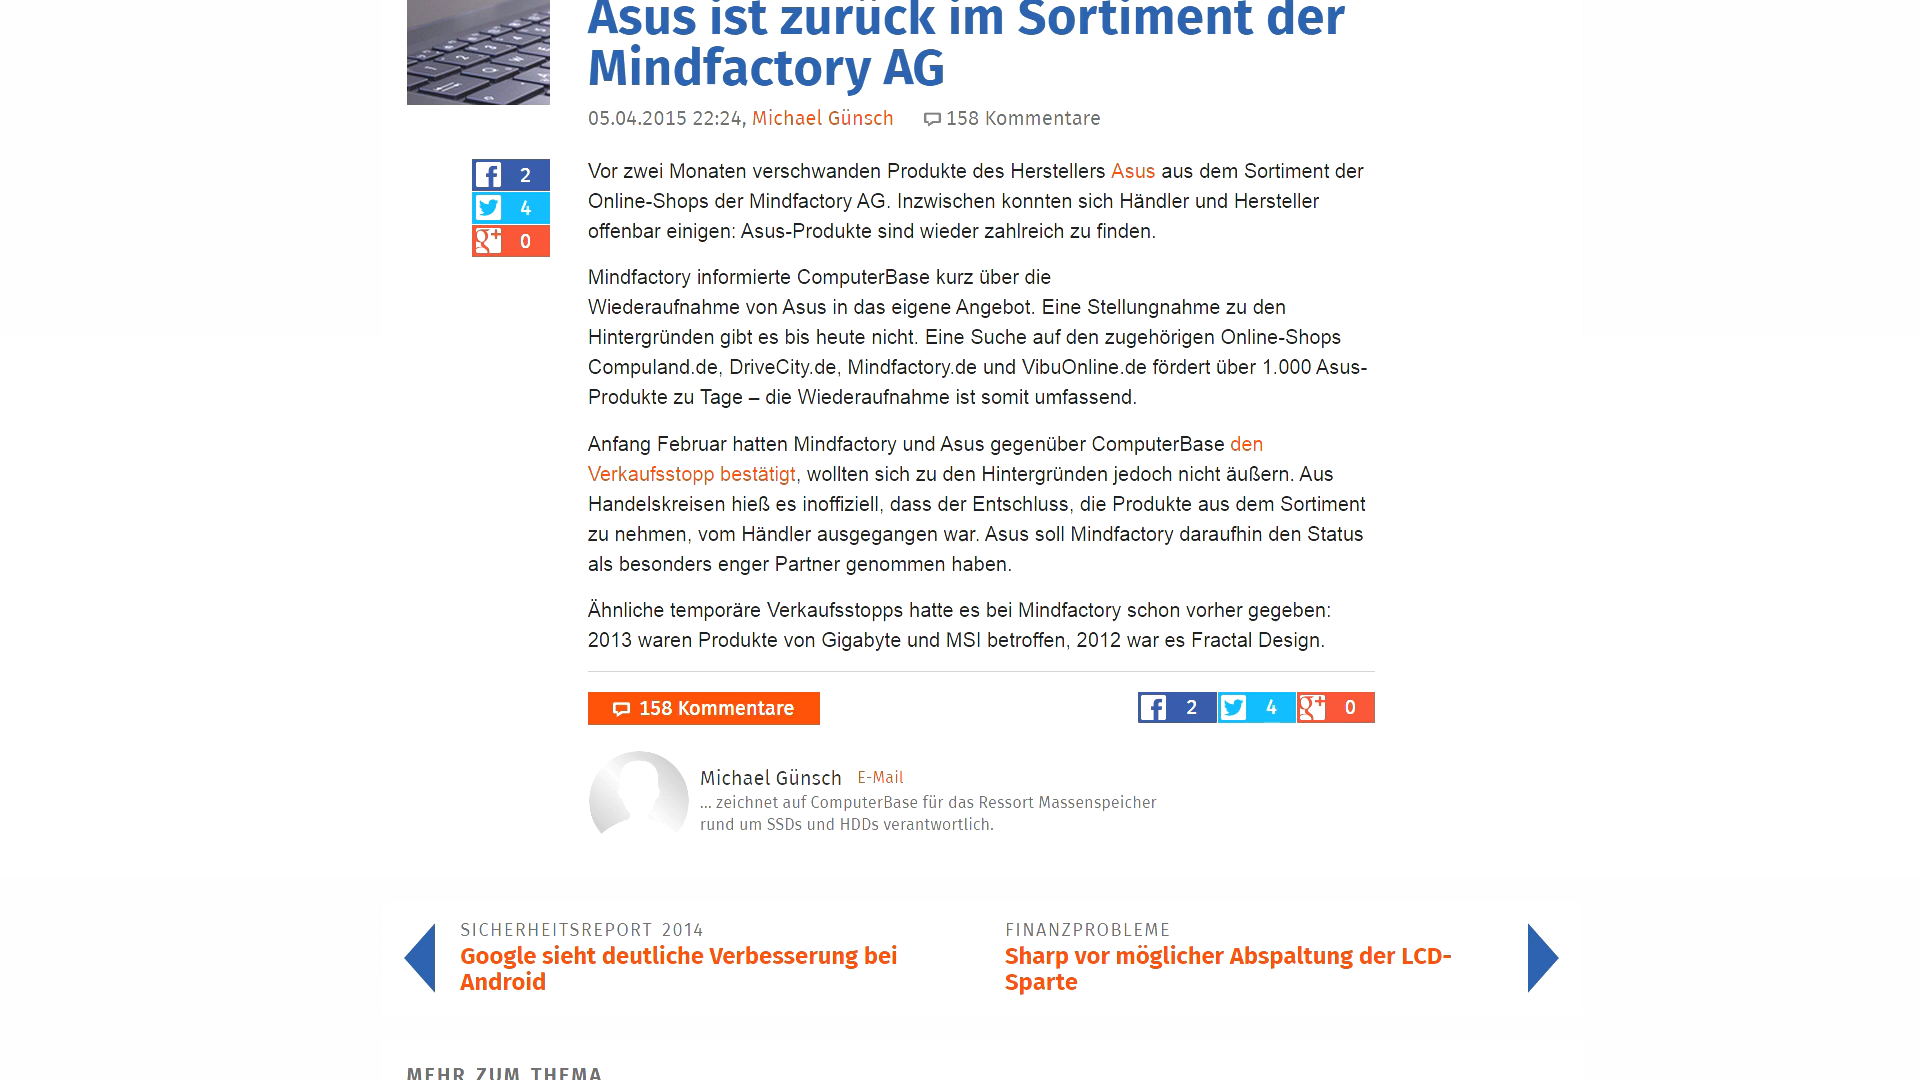 Asus ist zurück im Sortiment der
Mindfactory AG
05.04.2015 22:24, Michael Günsch 158 Kommentare
2
4
0
Vor zwei Monaten verschwanden Produkte des Herstellers Asus aus dem Sortiment der
Online-Shops der Mindfactory AG. Inzwischen konnten sich Händler und Hersteller
offenbar einigen: Asus-Produkte sind wieder zahlreich zu finden.
Mindfactory informierte ComputerBase kurz über die
Wiederaufnahme von Asus in das eigene Angebot. Eine Stellungnahme zu den
Hintergründen gibt es bis heute nicht. Eine Suche auf den zugehörigen Online-Shops
Compuland.de, DriveCity.de, Mindfactory.de und VibuOnline.de fördert über 1.000 Asus-
Produkte zu Tage – die Wiederaufnahme ist somit umfassend.
Anfang Februar hatten Mindfactory und Asus gegenüber ComputerBase den
Verkaufsstopp bestätigt, wollten sich zu den Hintergründen jedoch nicht äußern. Aus
Handelskreisen hieß es inoffiziell, dass der Entschluss, die Produkte aus dem Sortiment
zu nehmen, vom Händler ausgegangen war. Asus soll Mindfactory daraufhin den Status
als besonders enger Partner genommen haben.
Ähnliche temporäre Verkaufsstopps hatte es bei Mindfactory schon vorher gegeben:
2013 waren Produkte von Gigabyte und MSI betroffen, 2012 war es Fractal Design.
158 Kommentare 2 4 0
Michael Günsch E-Mail
... zeichnet auf ComputerBase für das Ressort Massenspeicher
rund um SSDs und HDDs verantwortlich.
SICHERHEITSREPORT 2014
Google sieht deutliche Verbesserung bei
Android
FINANZPROBLEME
Sharp vor möglicher Abspaltung der LCD-
Sparte
MEHR ZUM THEMA